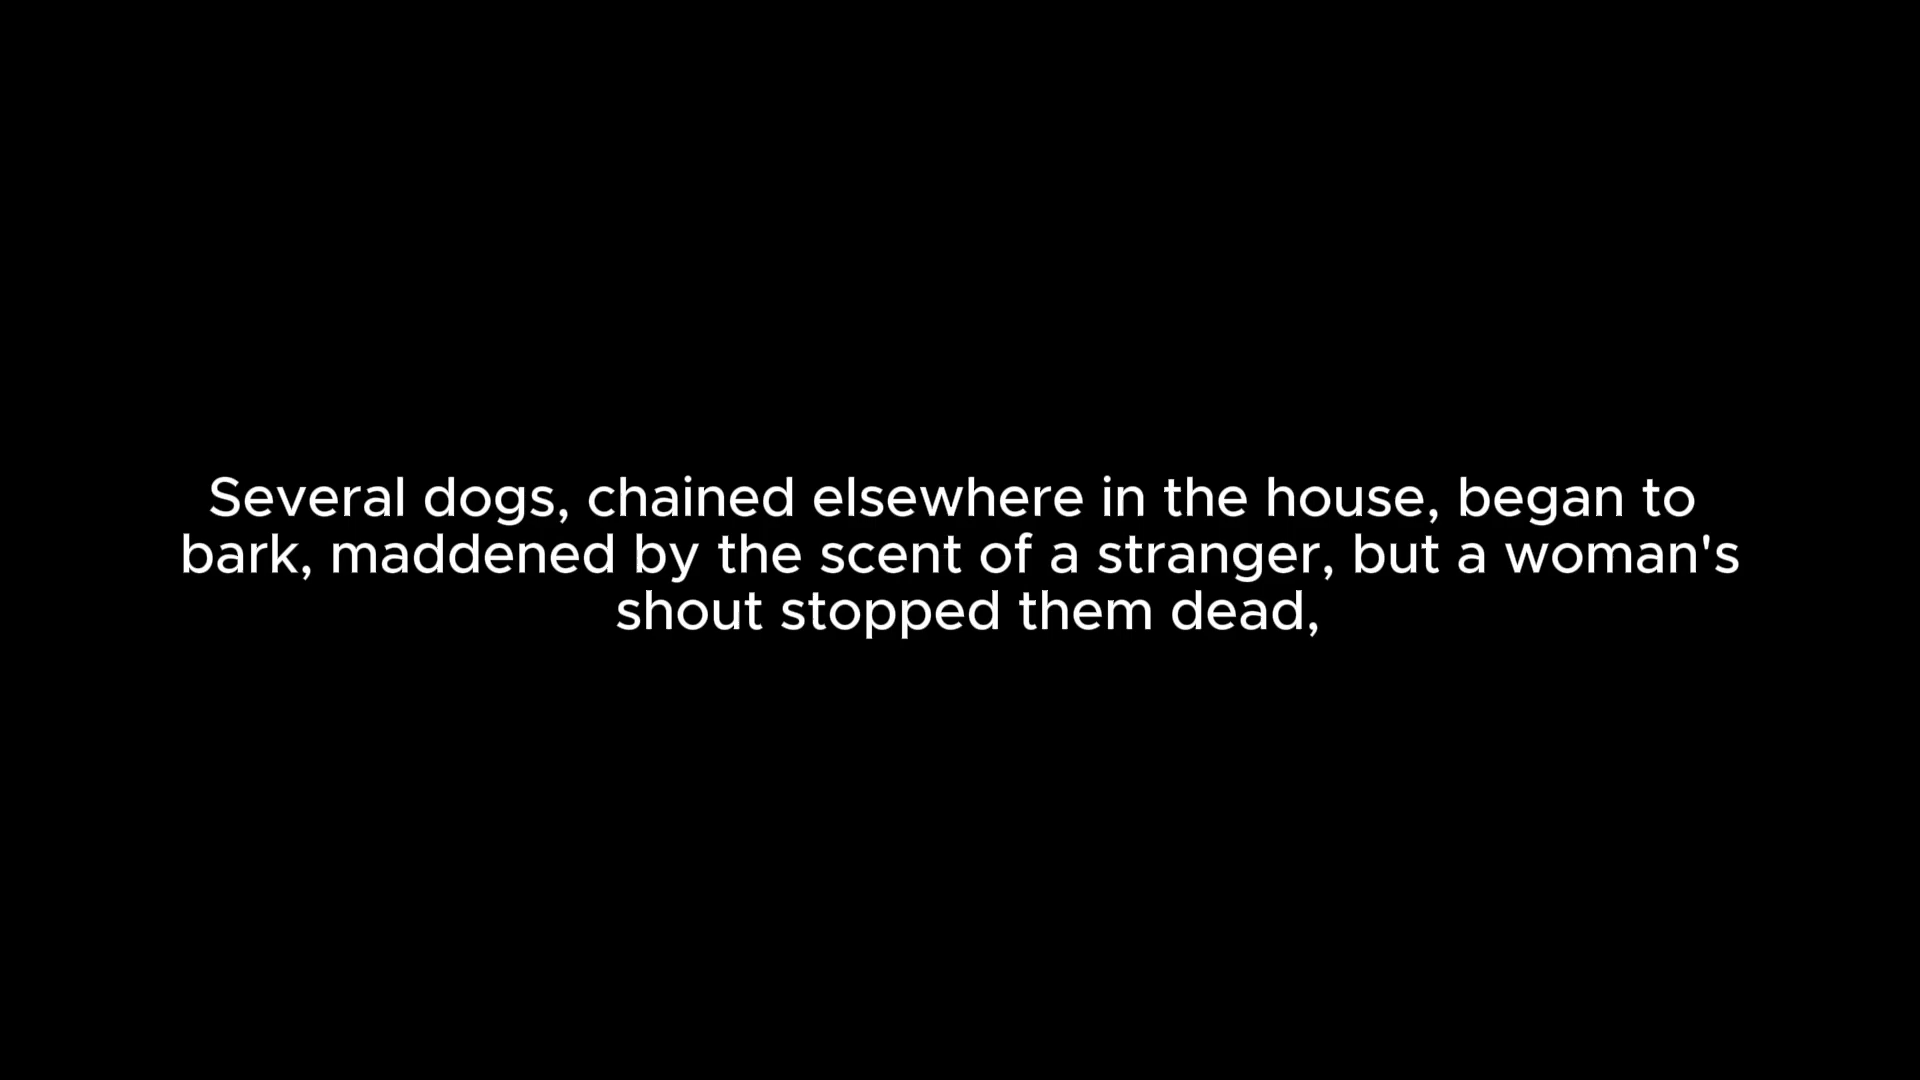 Several dogs, chained elsewhere in the house, began to
bark, maddened by the scent of a stranger, but a woman's
shout stopped them dead,